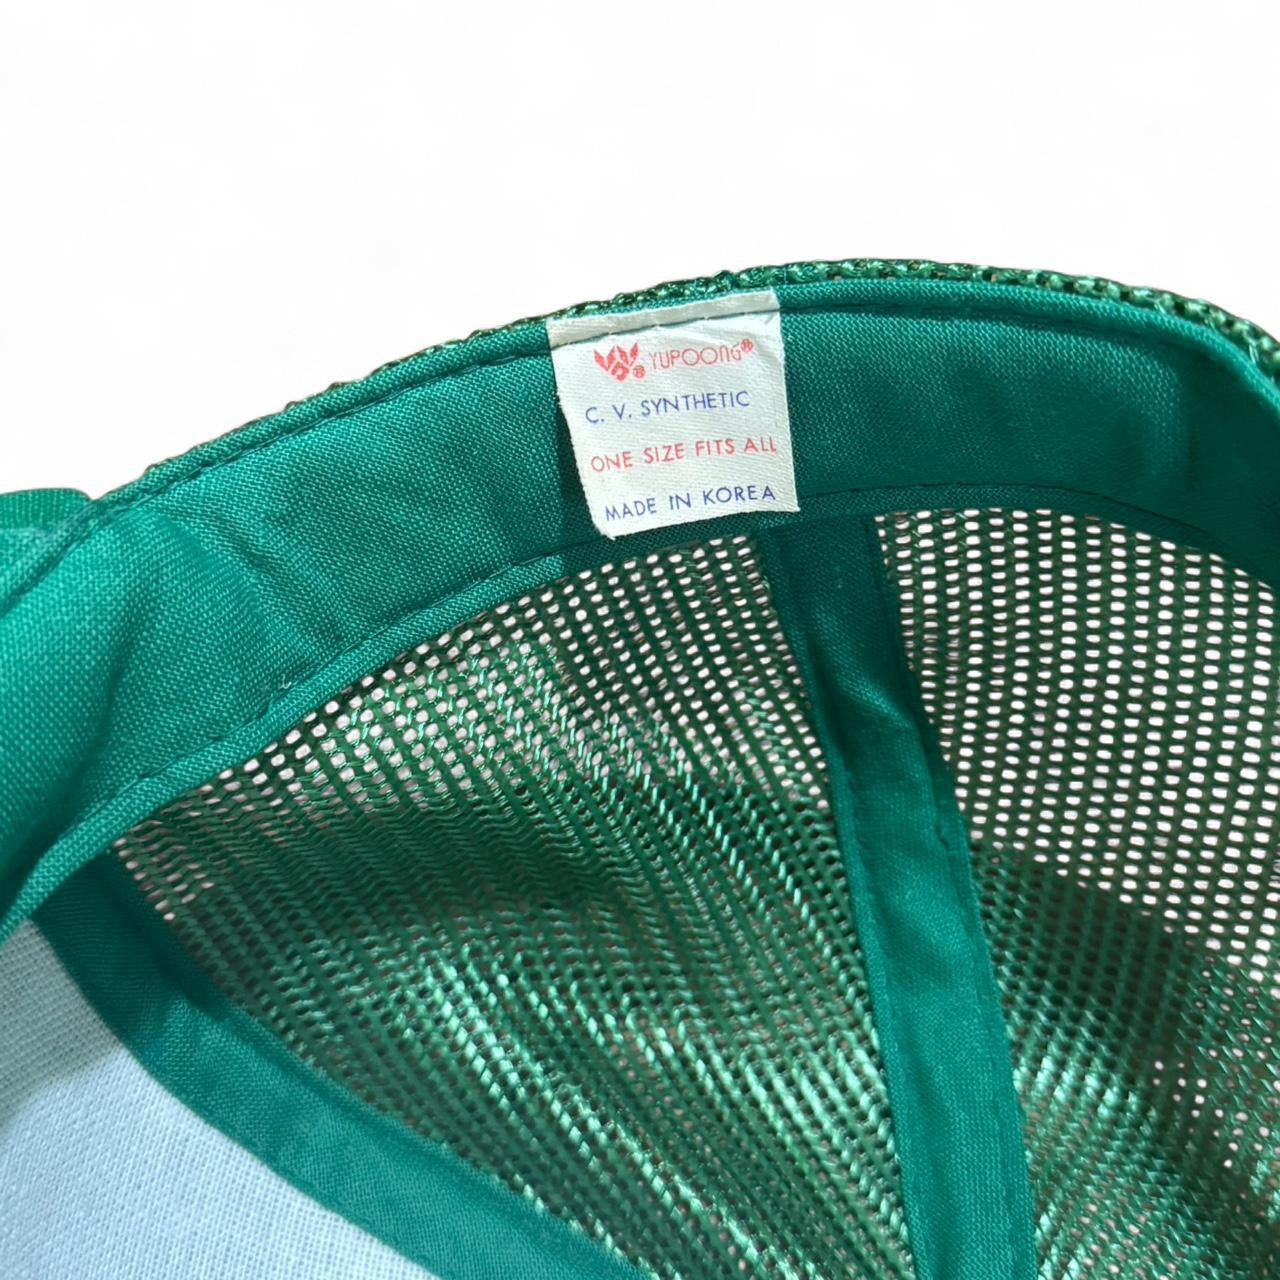 YUPOONG®
C. V. SYNTHETIC
ONE SIZE FITS ALL
MADE IN KOREA